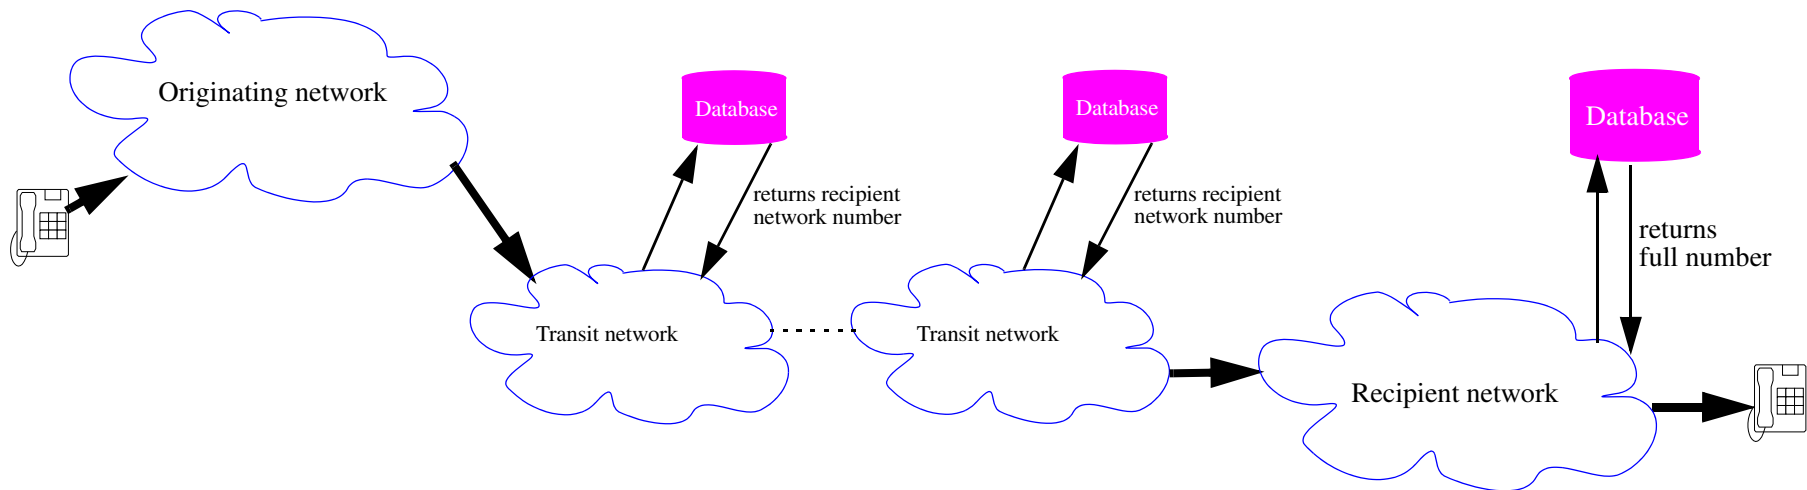 Originating network
Database
returns recipient
network number
Transit network
Database
returns recipient
network number
Transit network
Database
returns
full number
Recipient network